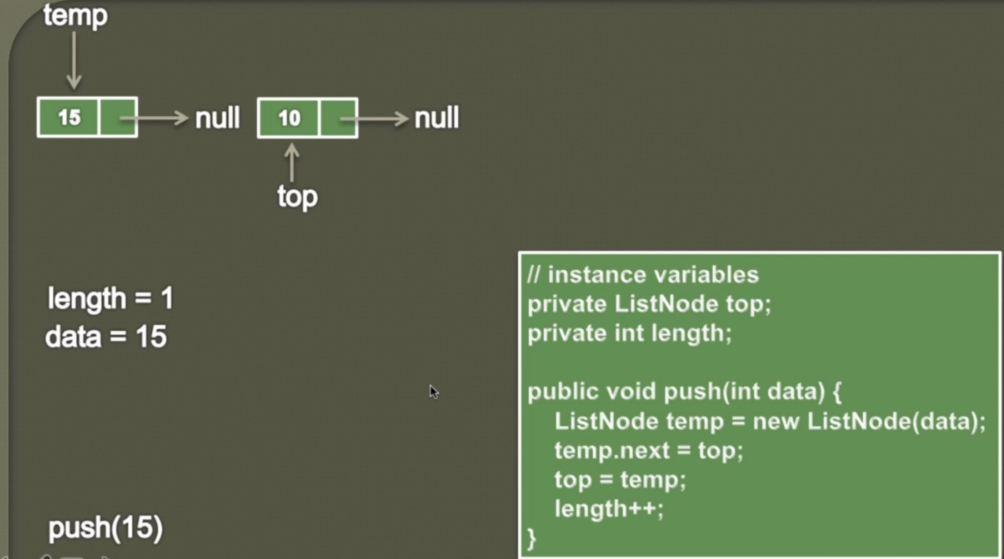 temp
15
null
10
null
top
length = 1
data = 15
push(15)
// instance variables
private ListNode top;
private int length;
public void push(int data) {
ListNode temp = new ListNode(data);
temp.next = top;
top = temp;
length++;
}